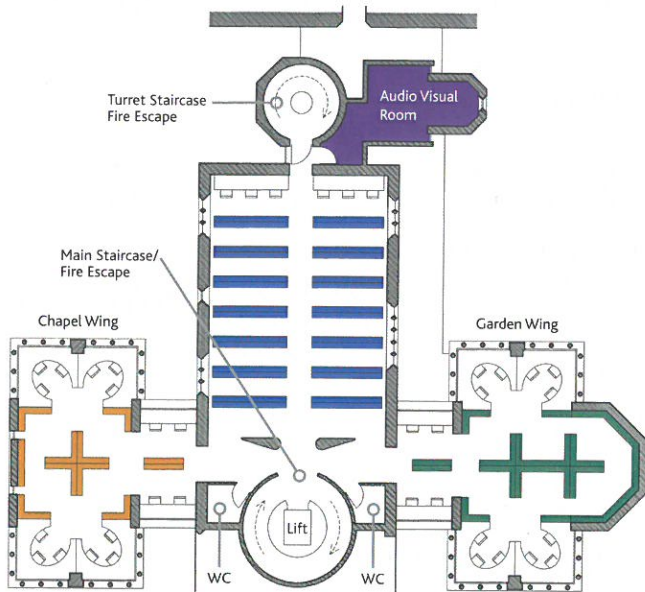 Turret Staircase
Fire Escape
Audio Visual
Room
Main Staircase/
Fire Escape
Chapel Wing
Garden Wing
Lift
WC
WC